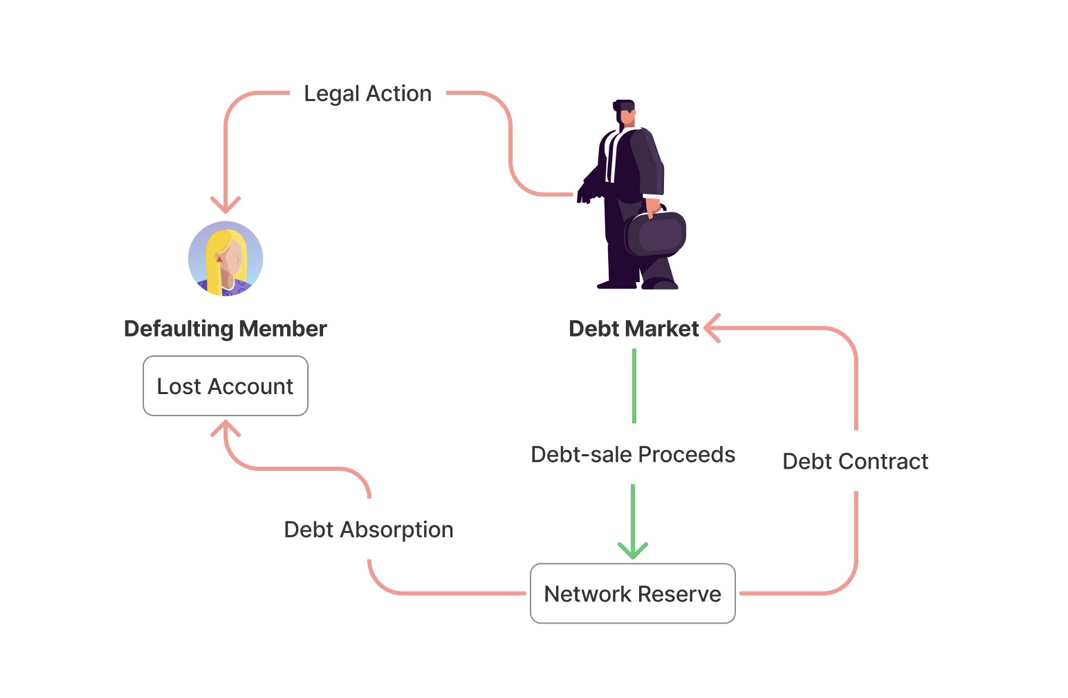 Legal Action
Defaulting Member
Debt Market
Lost Account
Debt-sale Proceeds
Debt Contract
Debt Absorption
Network Reserve